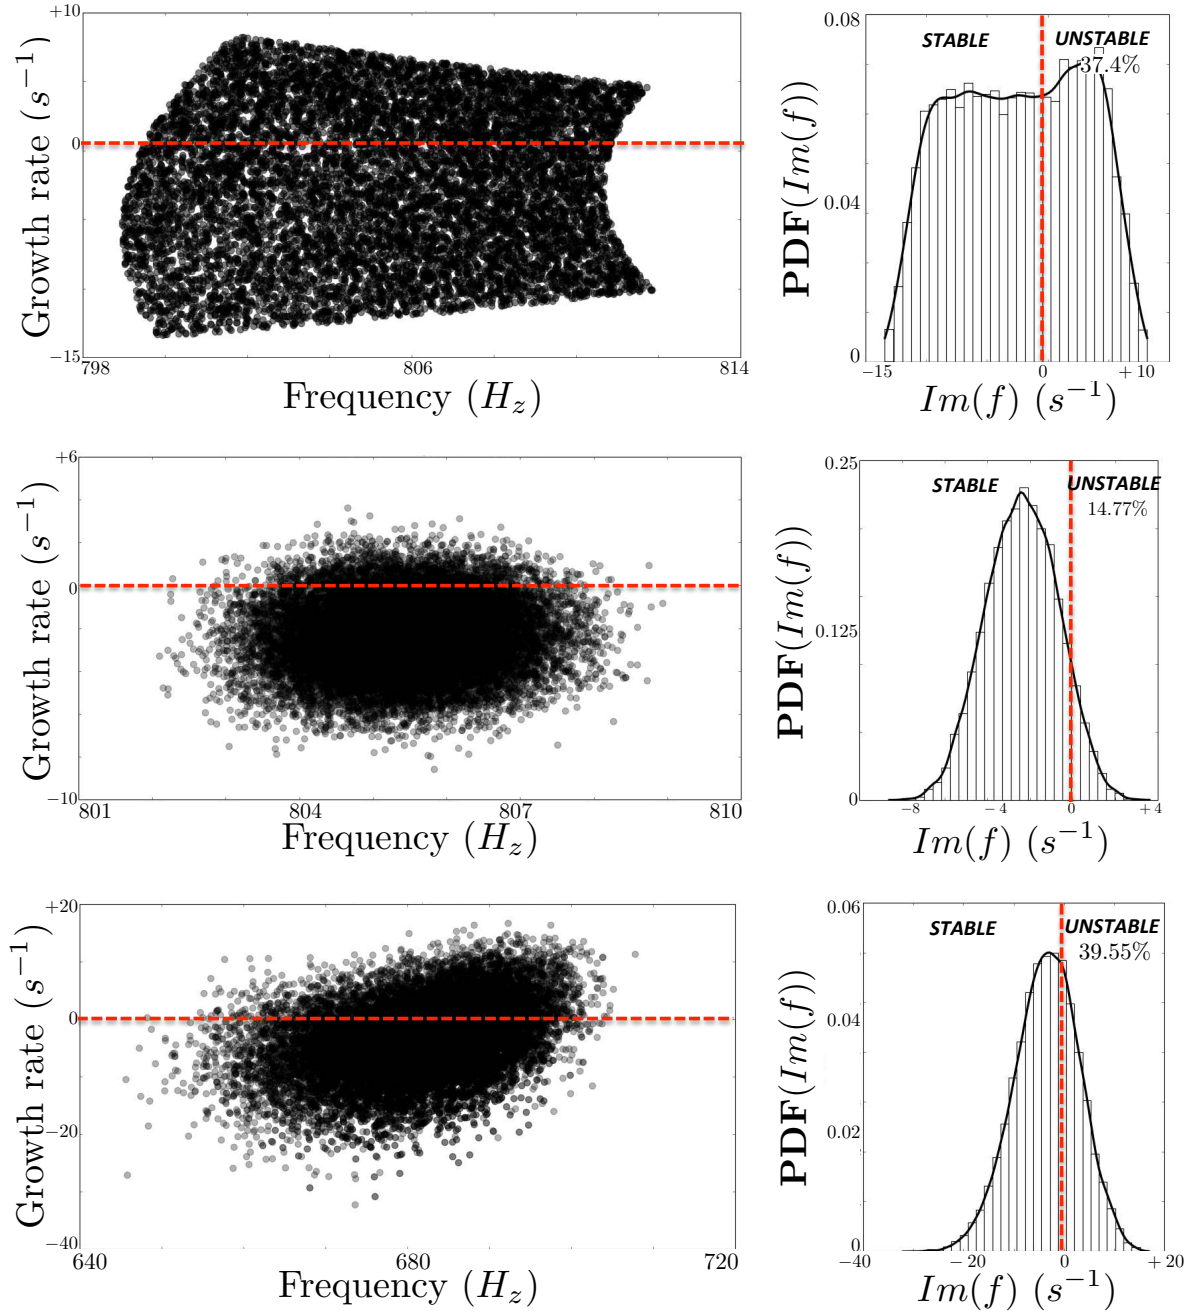 +10
Growth rate (s⁻¹)
0
−15
798
806
814
Frequency (H_z)
0.08
STABLE
UNSTABLE
37.4%
PDF(Im(f))
0.04
0
−15
0
+10
Im(f) (s⁻¹)
+6
Growth rate (s⁻¹)
0
−10
801
804
807
810
Frequency (H_z)
0.25
STABLE
UNSTABLE
14.77%
PDF(Im(f))
0.125
0
−8
−4
0
+4
Im(f) (s⁻¹)
+20
Growth rate (s⁻¹)
0
−20
−40
640
680
720
Frequency (H_z)
0.06
STABLE
UNSTABLE
39.55%
PDF(Im(f))
0.04
0.02
0
−40
−20
0
+20
Im(f) (s⁻¹)